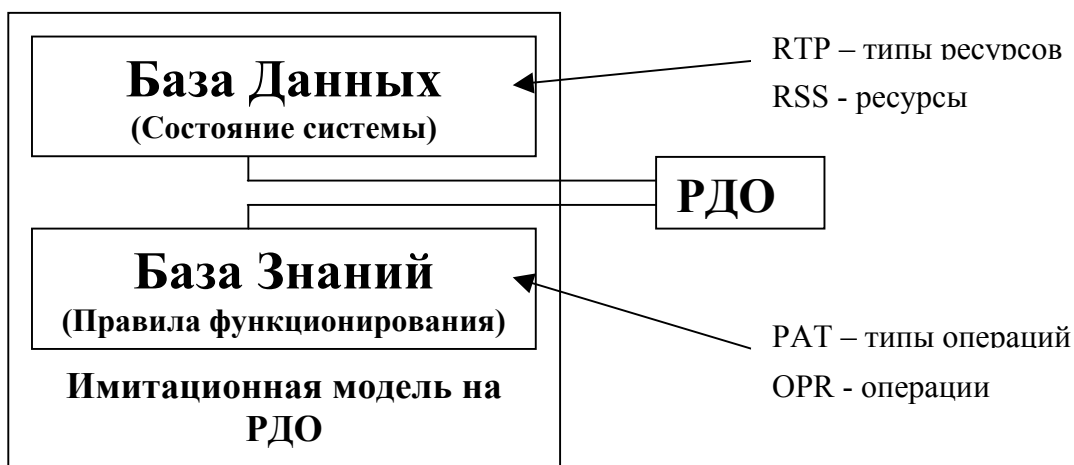 База Данных
(Состояние системы)
RTP – типы ресурсов
RSS - ресурсы
РДО
База Знаний
(Правила функционирования)
PAT – типы операций
OPR - операции
Имитационная модель на
РДО